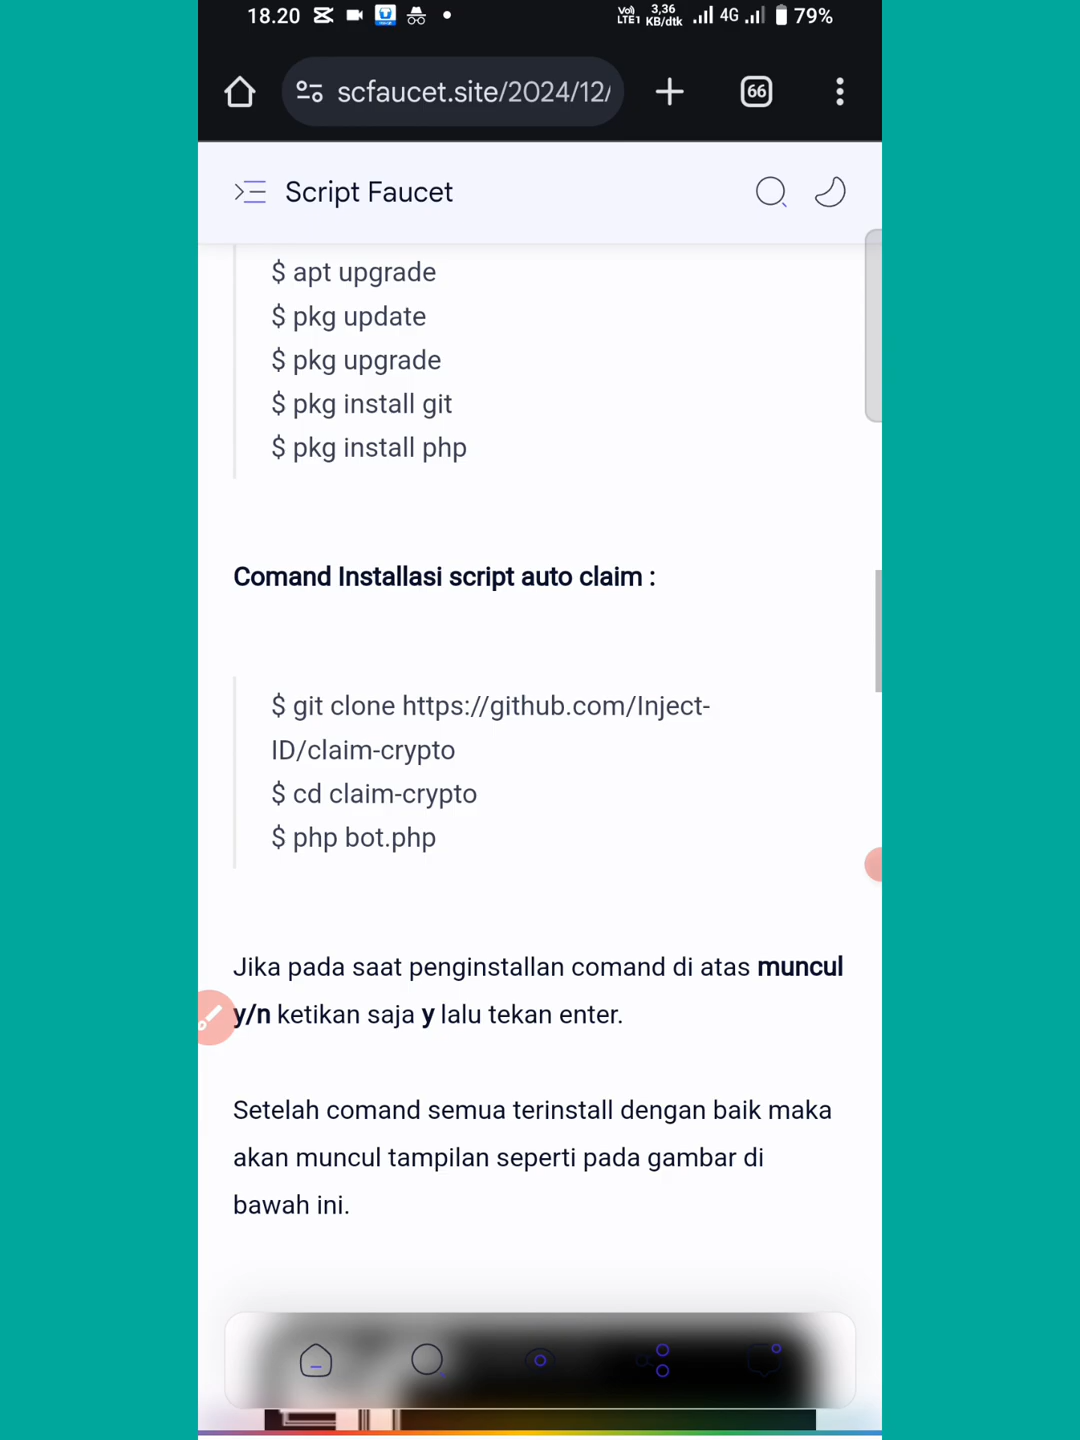 18.20
Vo) LTE1
3,36 KB/dtk
4G
79%
scfaucet.site/2024/12/
66
Script Faucet
$ apt upgrade
$ pkg update
$ pkg upgrade
$ pkg install git
$ pkg install php
Comand Installasi script auto claim :
$ git clone https://github.com/Inject-
ID/claim-crypto
$ cd claim-crypto
$ php bot.php
Jika pada saat penginstallan comand di atas muncul
y/n ketikan saja y lalu tekan enter.
Setelah comand semua terinstall dengan baik maka
akan muncul tampilan seperti pada gambar di
bawah ini.